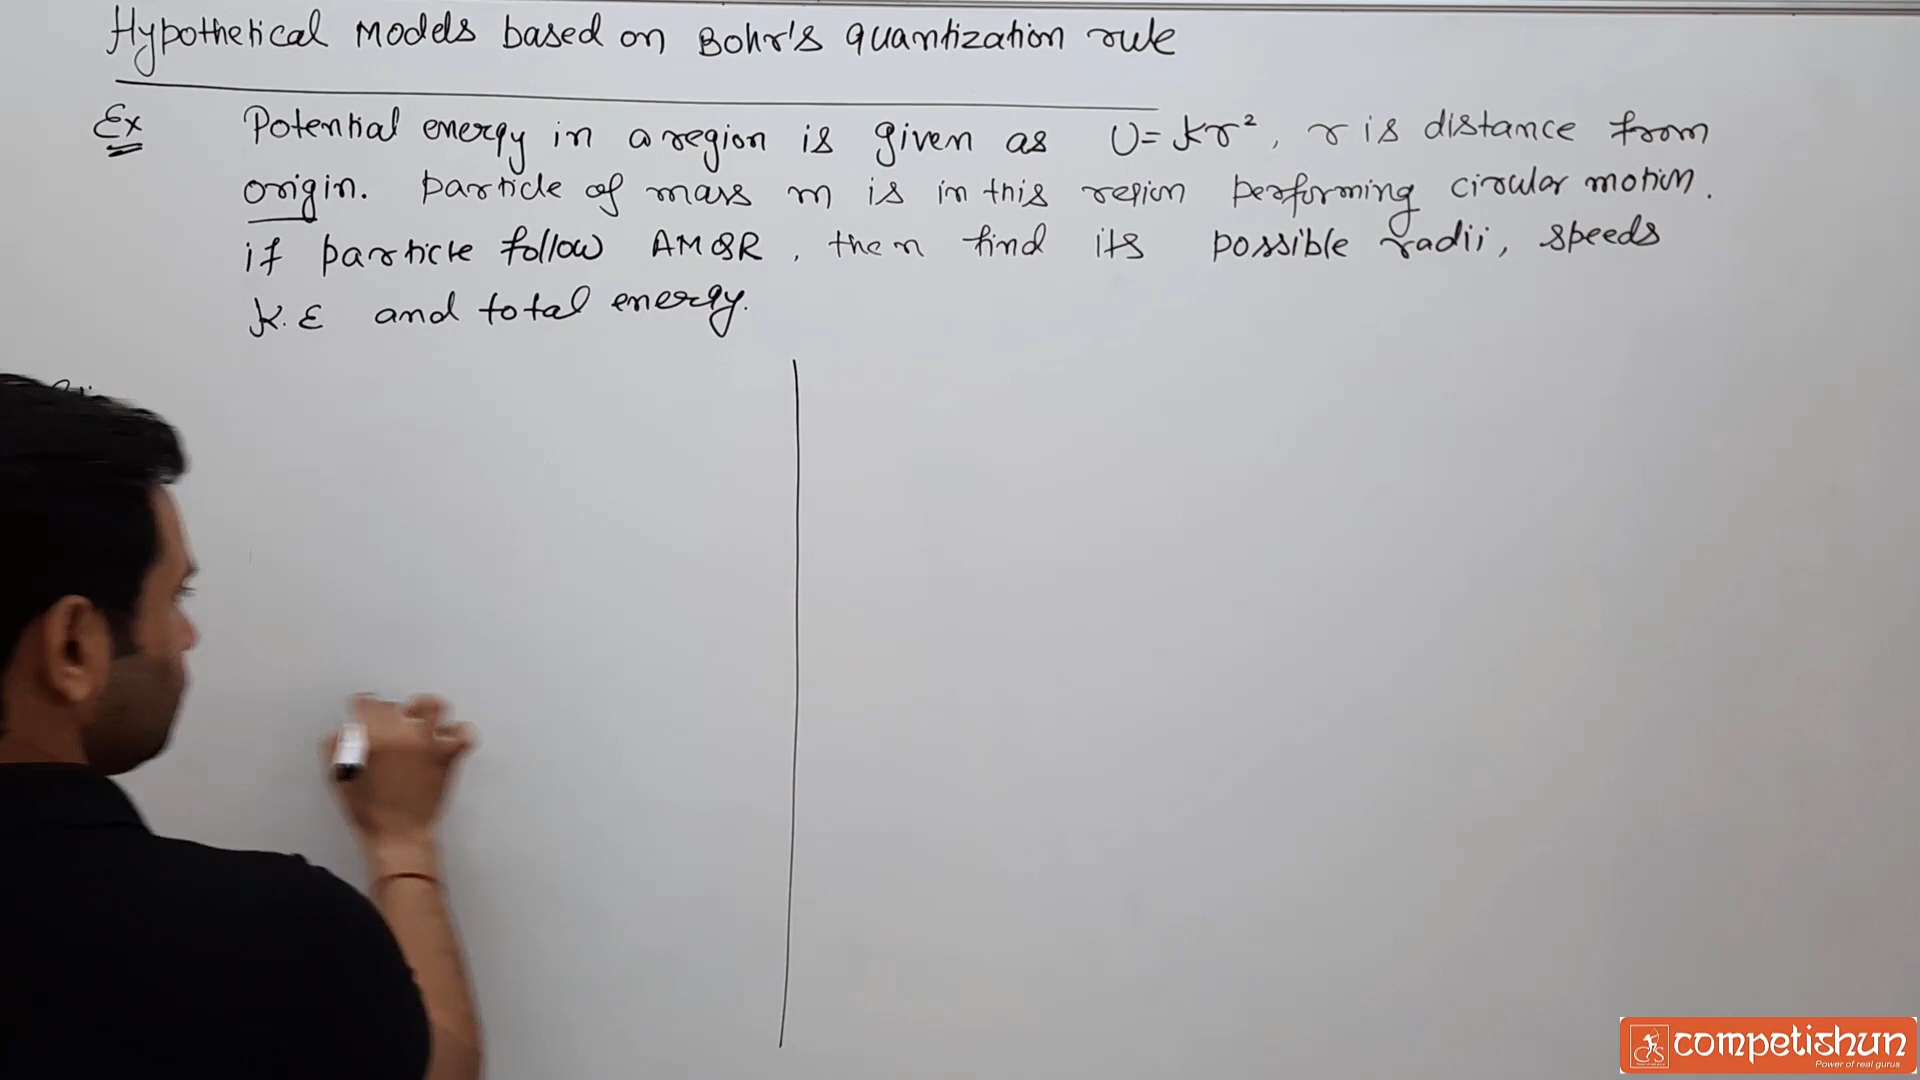 Hypothetical Models based on Bohr's quantization rule
Ex Potential energy in a region is given as U = kr², r is distance from
origin. particle of mass m is in this region performing circular motion.
if particle follow AMQR, then find its possible radii, speeds
K.E and total energy.
competishun
Power of real gurus